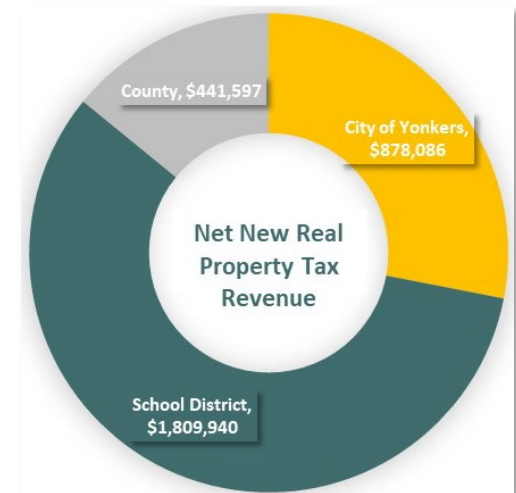 County, $441,597
City of Yonkers,
$878,086
Net New Real
Property Tax
Revenue
School District,
$1,809,940